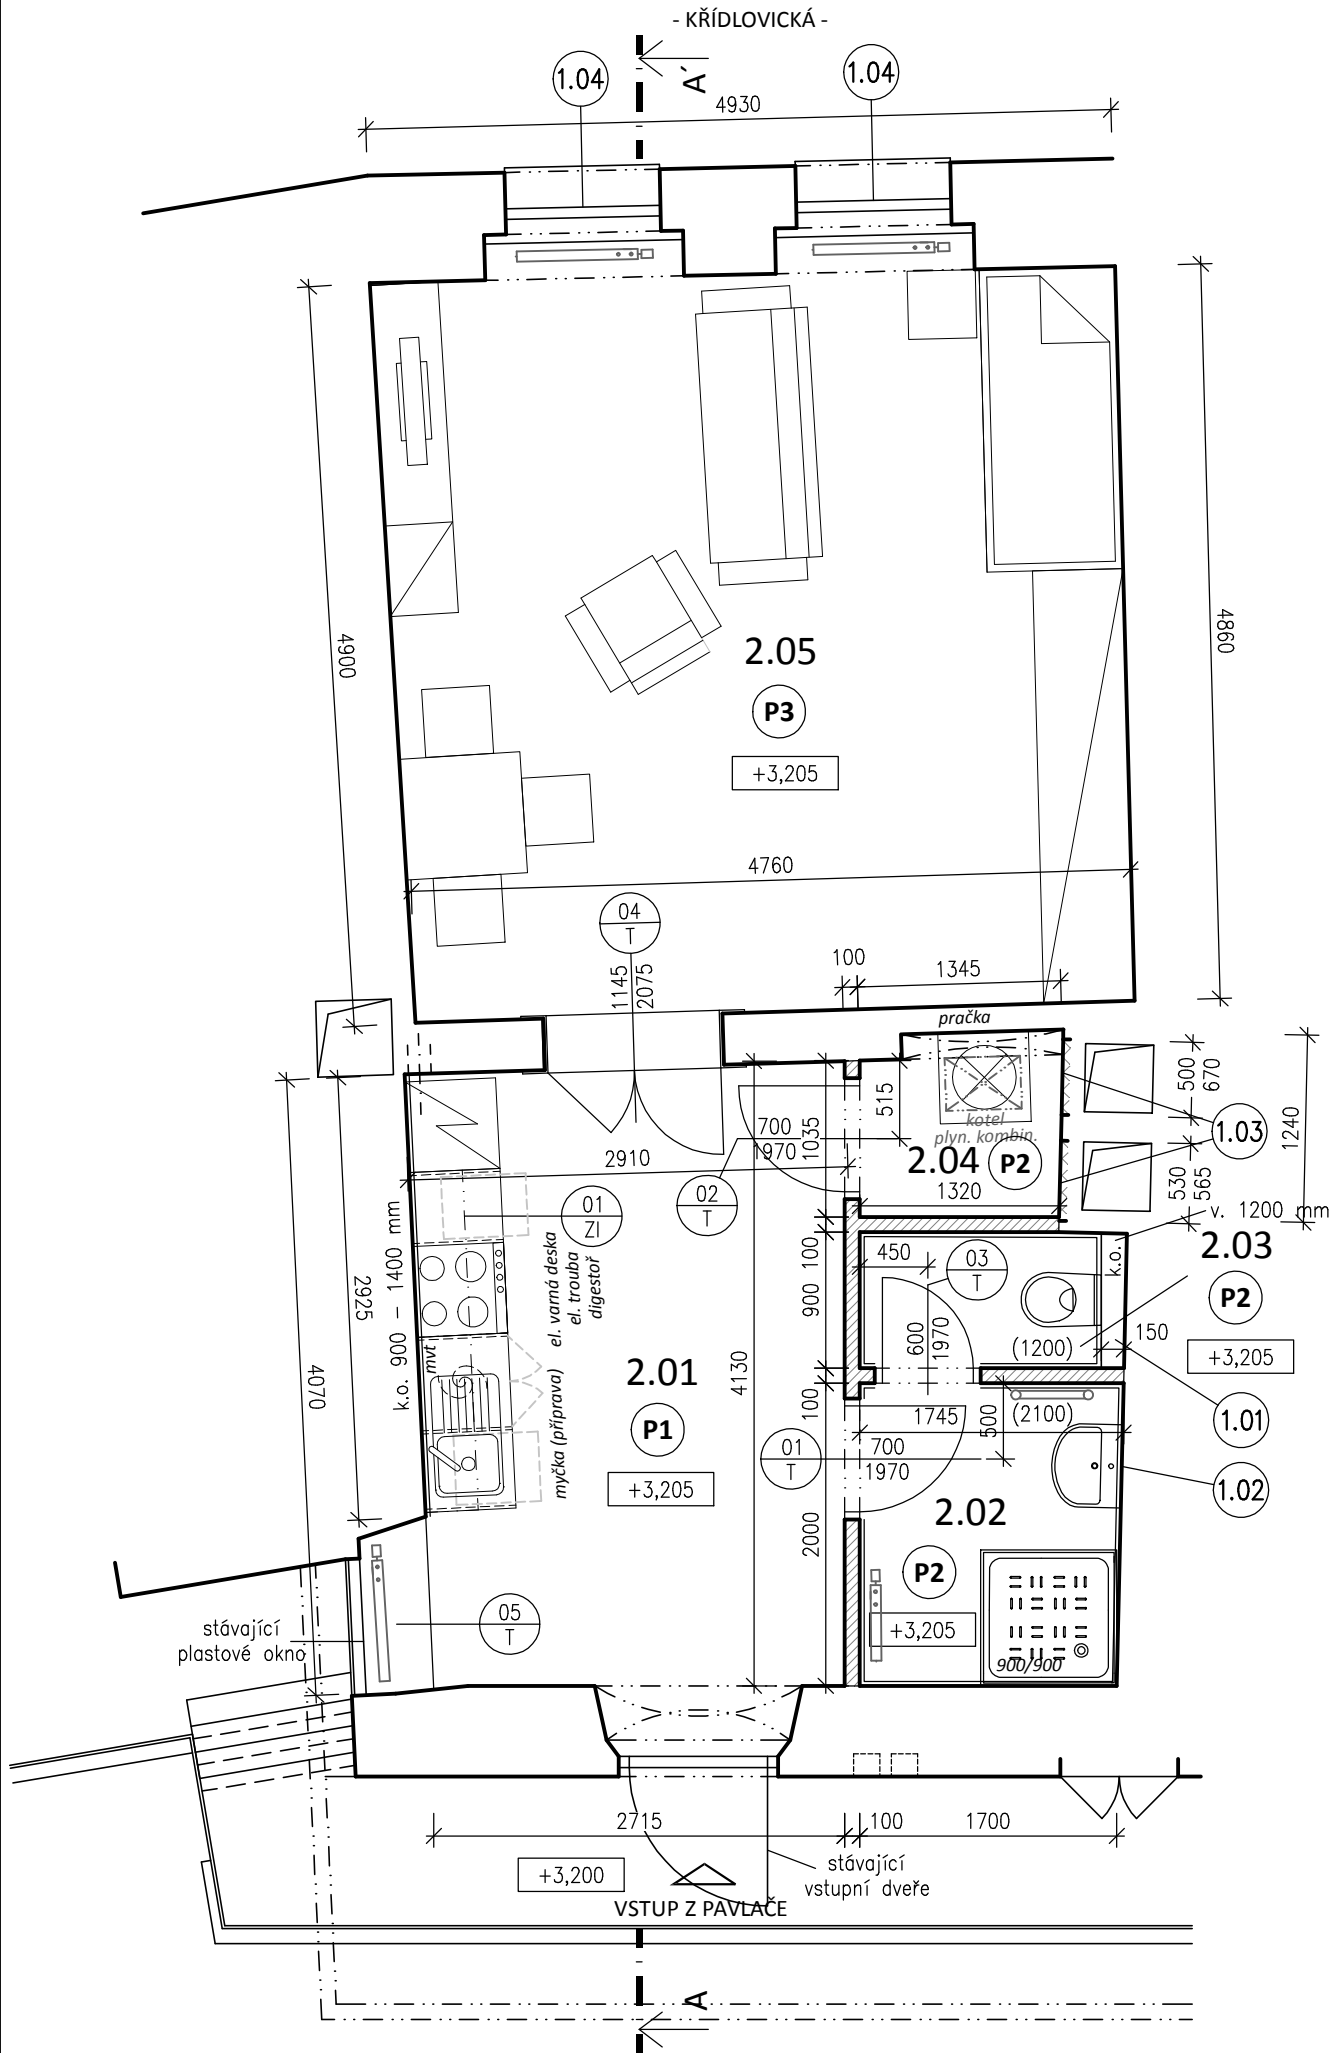 - KŘÍDLOVICKÁ -
1.04
A´
1.04
4930
4900
4860
2.05
P3
+3,205
4760
04
T
1145
2075
100
1345
pračka
515
kotel
plyn. kombin.
500
670
1240
1.03
530
565
v. 1200 mm
700
1970
1035
2.04
P2
1320
2910
02
T
01
ZI
el. varná deska
el. trouba
digestoř
k.o. 900 - 1400 mm
2925
4070
mvt
myčka (příprava)
2.01
P1
+3,205
4130
100
900
100
2000
450
03
T
k.o.
2.03
P2
+3,205
600
1970
(1200)
150
1745
(2100)
500
1.01
01
T
700
1970
1.02
2.02
P2
+3,205
900/900
05
T
stávající
plastové okno
2715
100
1700
+3,200
stávající
vstupní dveře
VSTUP Z PAVLAČE
A